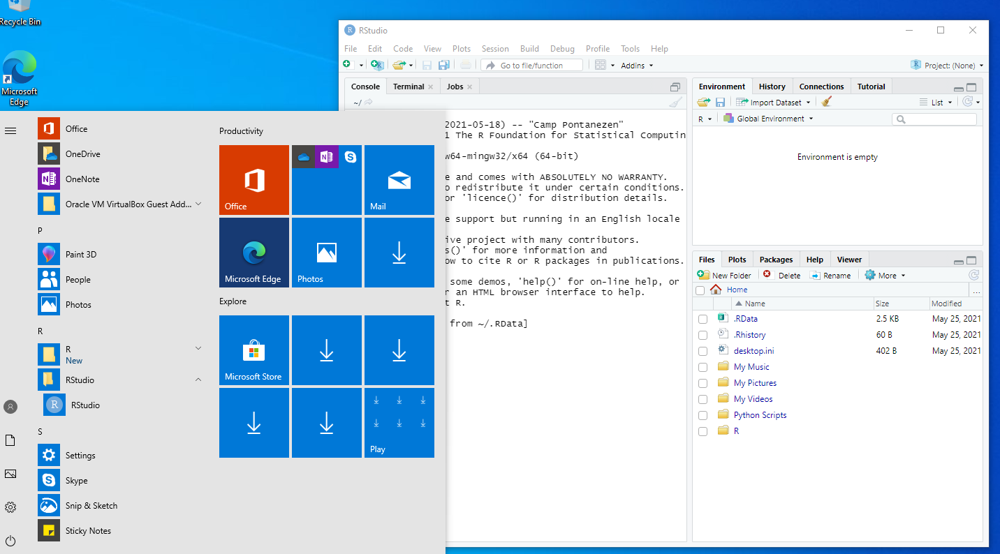 Recycle Bin
Microsoft
Edge
Office
OneDrive
OneNote
Oracle VM VirtualBox Guest Add...
P
Paint 3D
People
Photos
R
R
New
RStudio
RStudio
S
Settings
Skype
Snip & Sketch
Sticky Notes
Productivity
Office
Mail
Microsoft Edge
Photos
Explore
Microsoft Store
Play
RStudio
File Edit Code View Plots Session Build Debug Profile Tools Help
Go to file/function
Addins
Project: (None)
Console Terminal Jobs
~/
2021-05-18) -- "Camp Pontanezen"
1 The R Foundation for Statistical Computin
w64-mingw32/x64 (64-bit)
e and comes with ABSOLUTELY NO WARRANTY.
o redistribute it under certain conditions.
or 'licence()' for distribution details.
e support but running in an English locale
ive project with many contributors.
s()' for more information and
ow to cite R or R packages in publications.
some demos, 'help()' for on-line help, or
r an HTML browser interface to help.
t R.
from ~/.RData]
Environment History Connections Tutorial
Import Dataset List
R Global Environment
Environment is empty
Files Plots Packages Help Viewer
New Folder Delete Rename More
Home ...
Name Size Modified
.RData 2.5 KB May 25, 2021
.Rhistory 60 B May 25, 2021
desktop.ini 402 B May 25, 2021
My Music
My Pictures
My Videos
Python Scripts
R